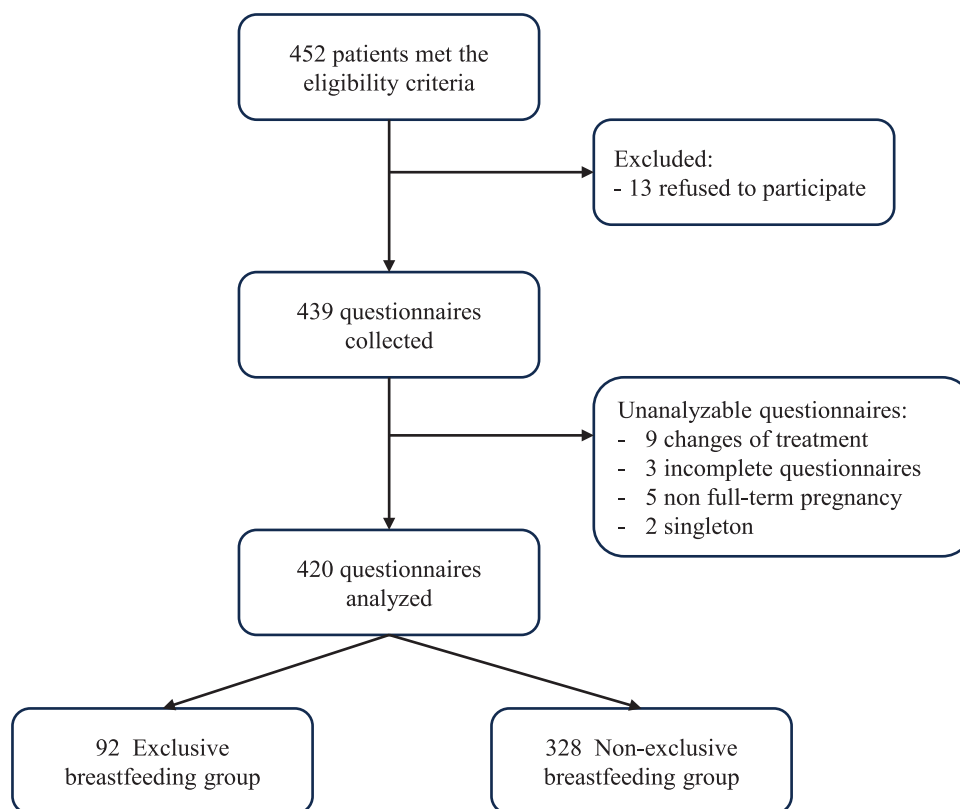 452 patients met the
eligibility criteria
Excluded:
- 13 refused to participate
439 questionnaires
collected
Unanalyzable questionnaires:
- 9 changes of treatment
- 3 incomplete questionnaires
- 5 non full-term pregnancy
- 2 singleton
420 questionnaires
analyzed
92 Exclusive
breastfeeding group
328 Non-exclusive
breastfeeding group